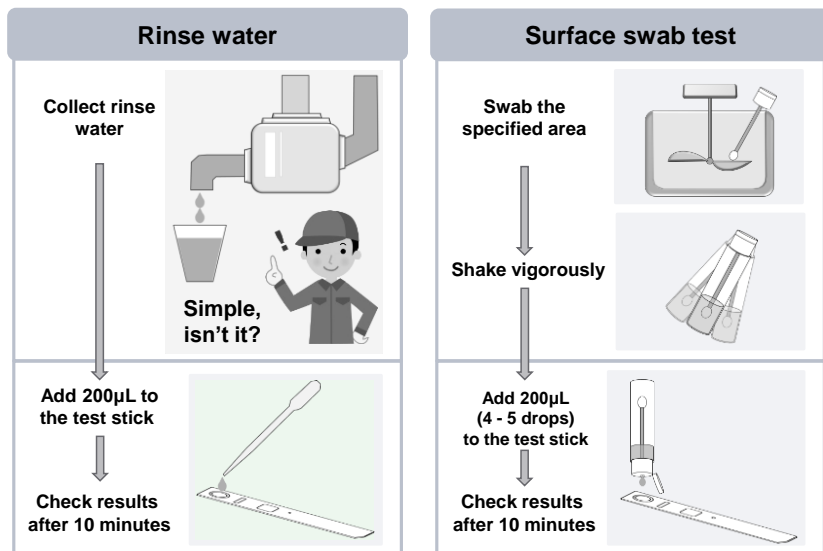 Rinse water
Collect rinse
water
Simple,
isn't it?
Add 200µL to
the test stick
Check results
after 10 minutes
Surface swab test
Swab the
specified area
Shake vigorously
Add 200µL
(4 - 5 drops)
to the test stick
Check results
after 10 minutes